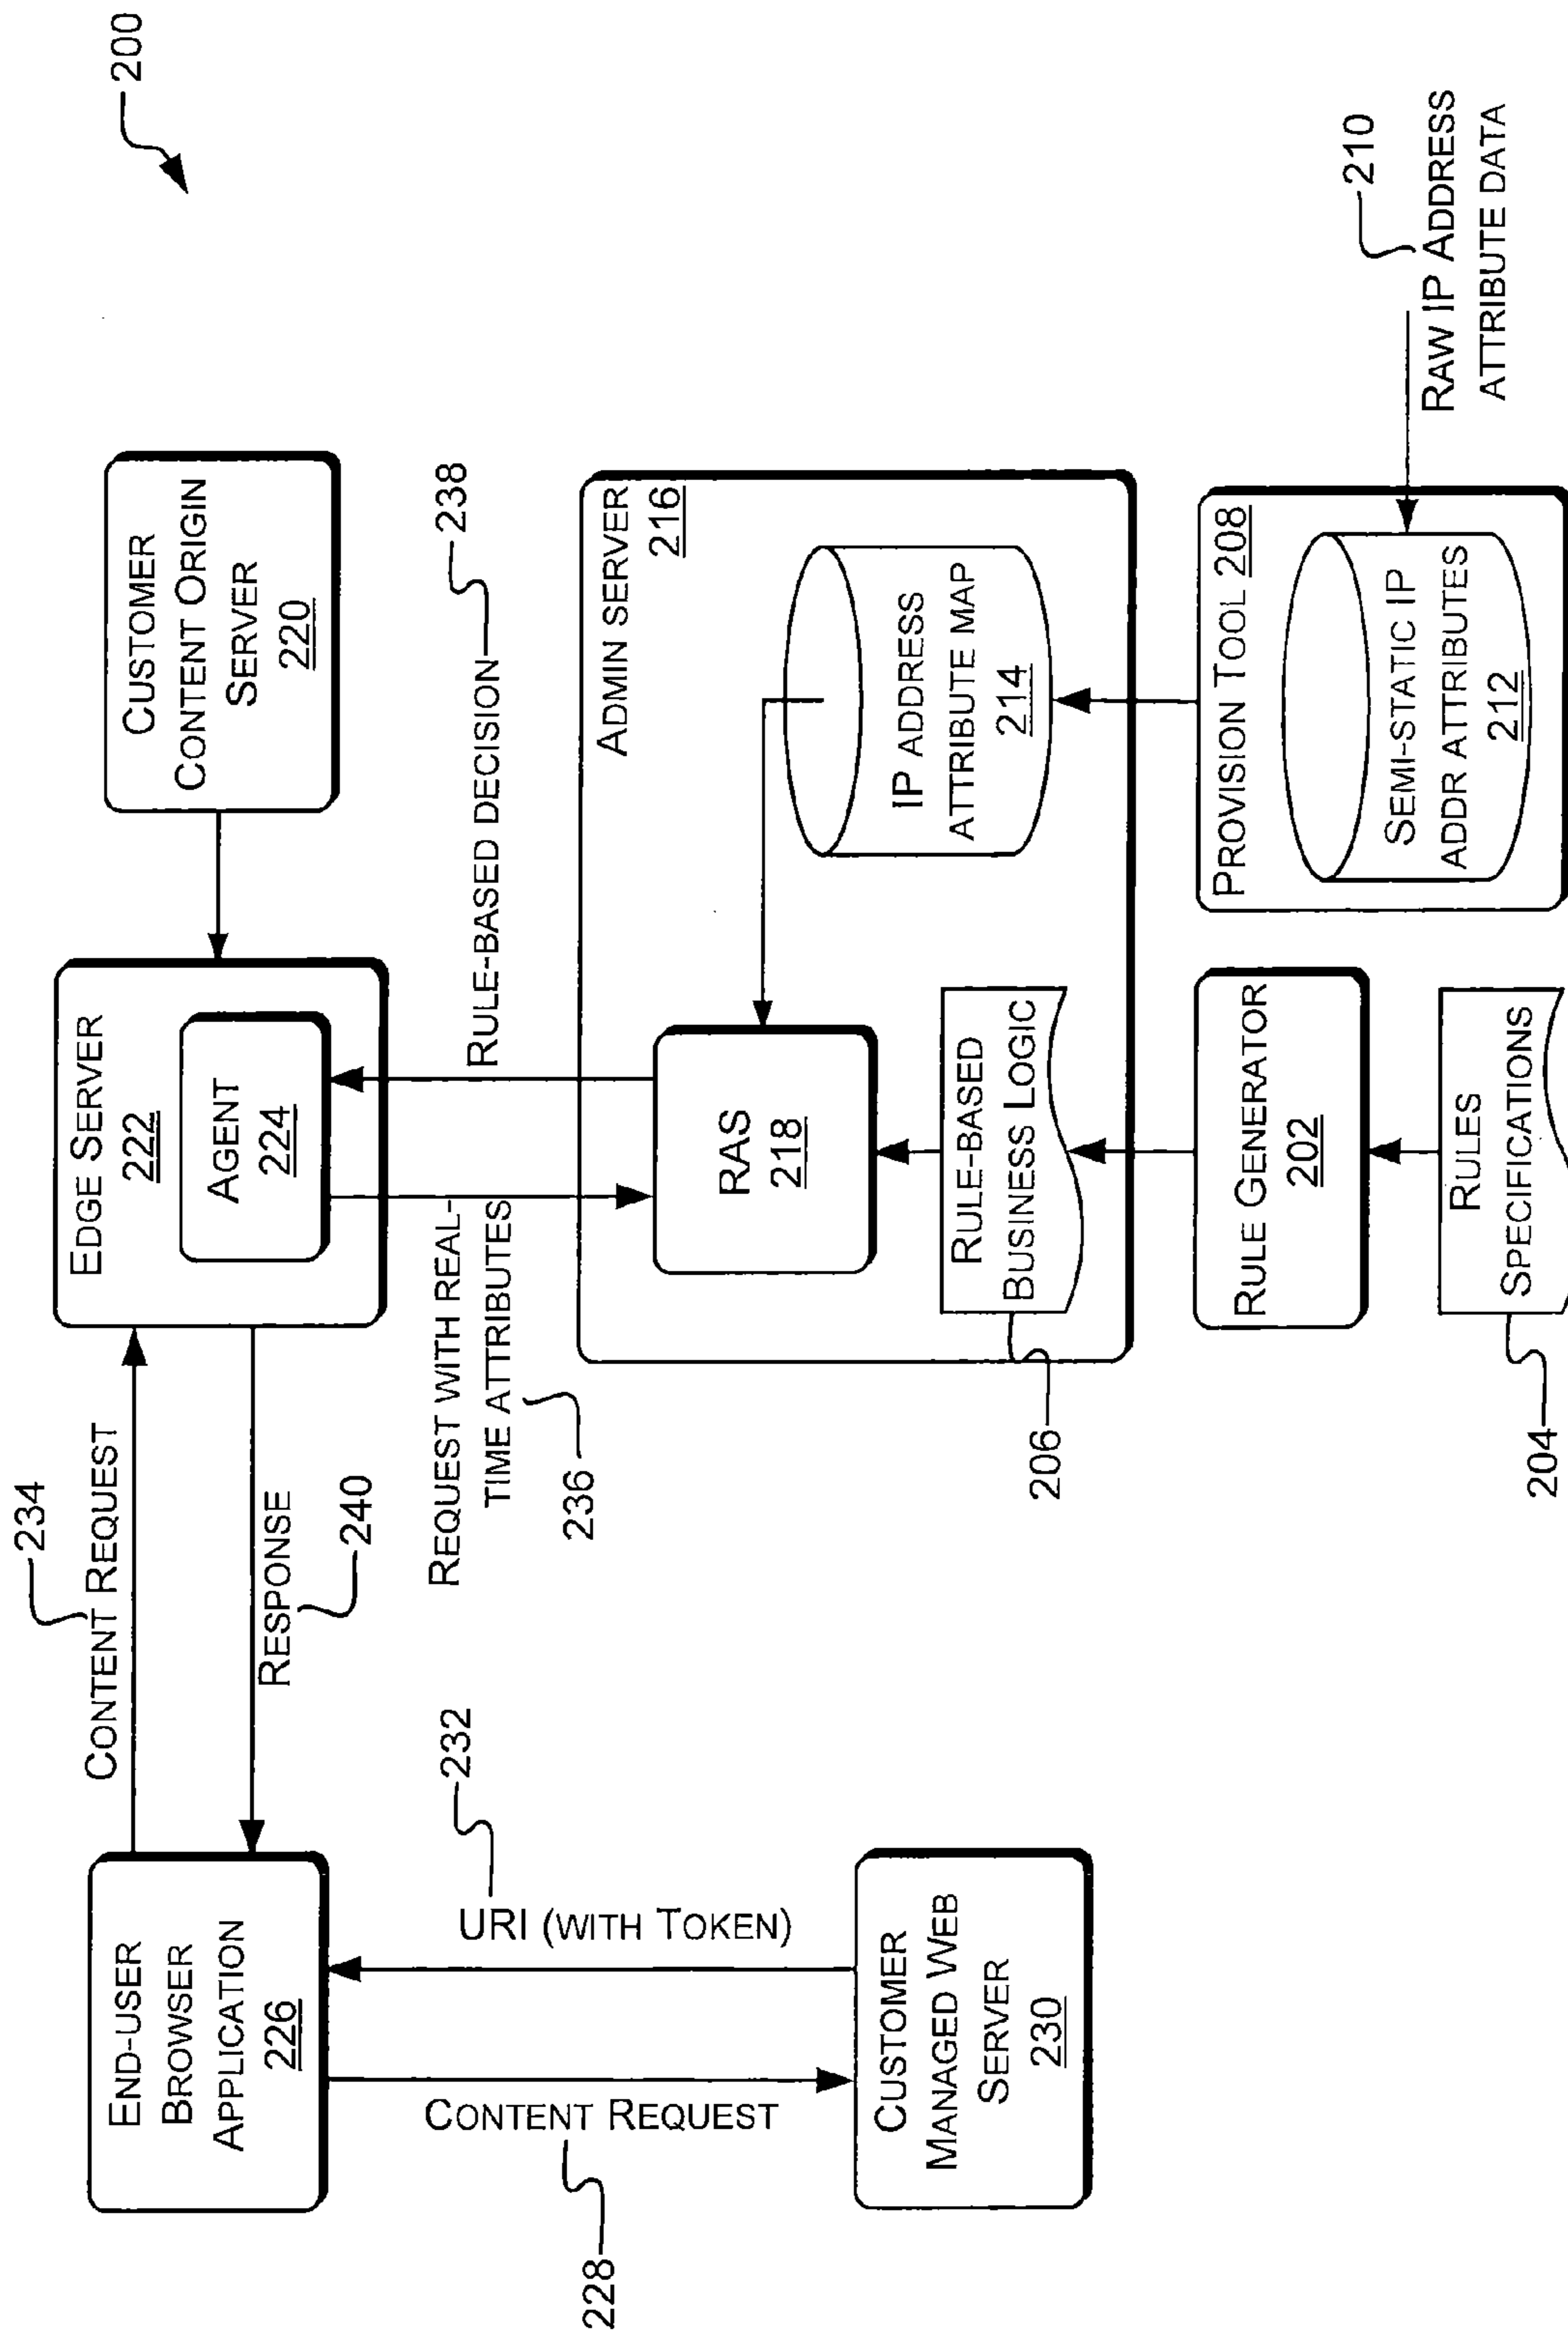 200
234
CONTENT REQUEST
RESPONSE
240
END-USER
BROWSER
APPLICATION
226
232
URI (WITH TOKEN)
CONTENT REQUEST
228
CUSTOMER
MANAGED WEB
SERVER
230
EDGE SERVER
222
AGENT
224
CUSTOMER
CONTENT ORIGIN
SERVER
220
REQUEST WITH REAL-
TIME ATTRIBUTES
236
RULE-BASED DECISION
238
ADMIN SERVER
216
RAS
218
IP ADDRESS
ATTRIBUTE MAP
214
RULE-BASED
BUSINESS LOGIC
206
RULE GENERATOR
202
RULES
SPECIFICATIONS
204
PROVISION TOOL 208
SEMI-STATIC IP
ADDR ATTRIBUTES
212
210
RAW IP ADDRESS
ATTRIBUTE DATA